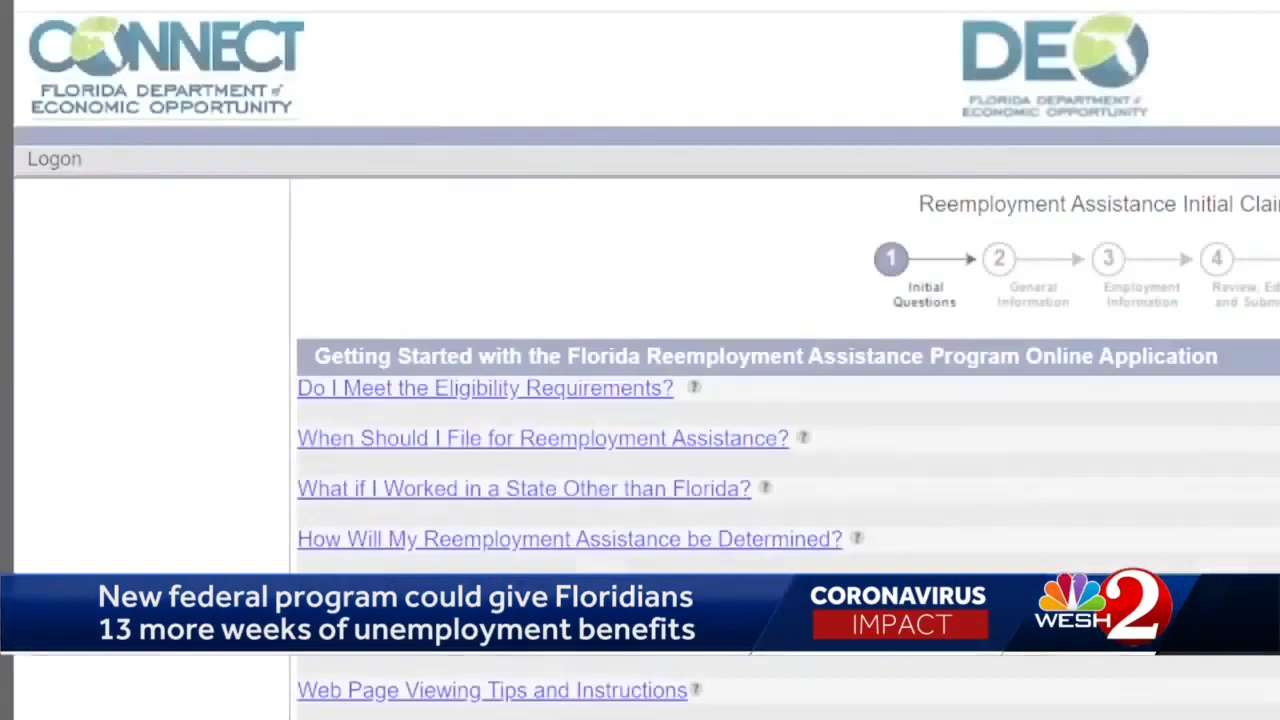 CONNECT
FLORIDA DEPARTMENT of
ECONOMIC OPPORTUNITY
DEO
FLORIDA DEPARTMENT of
ECONOMIC OPPORTUNITY
Logon
Reemployment Assistance Initial Clai
1
2
3
4
Initial
Questions
General
Information
Employment
Information
Review, Ed
and Subm
Getting Started with the Florida Reemployment Assistance Program Online Application
Do I Meet the Eligibility Requirements? ?
When Should I File for Reemployment Assistance? ?
What if I Worked in a State Other than Florida? ?
How Will My Reemployment Assistance be Determined? ?
New federal program could give Floridians
13 more weeks of unemployment benefits
CORONAVIRUS
IMPACT
WESH 2
Web Page Viewing Tips and Instructions ?